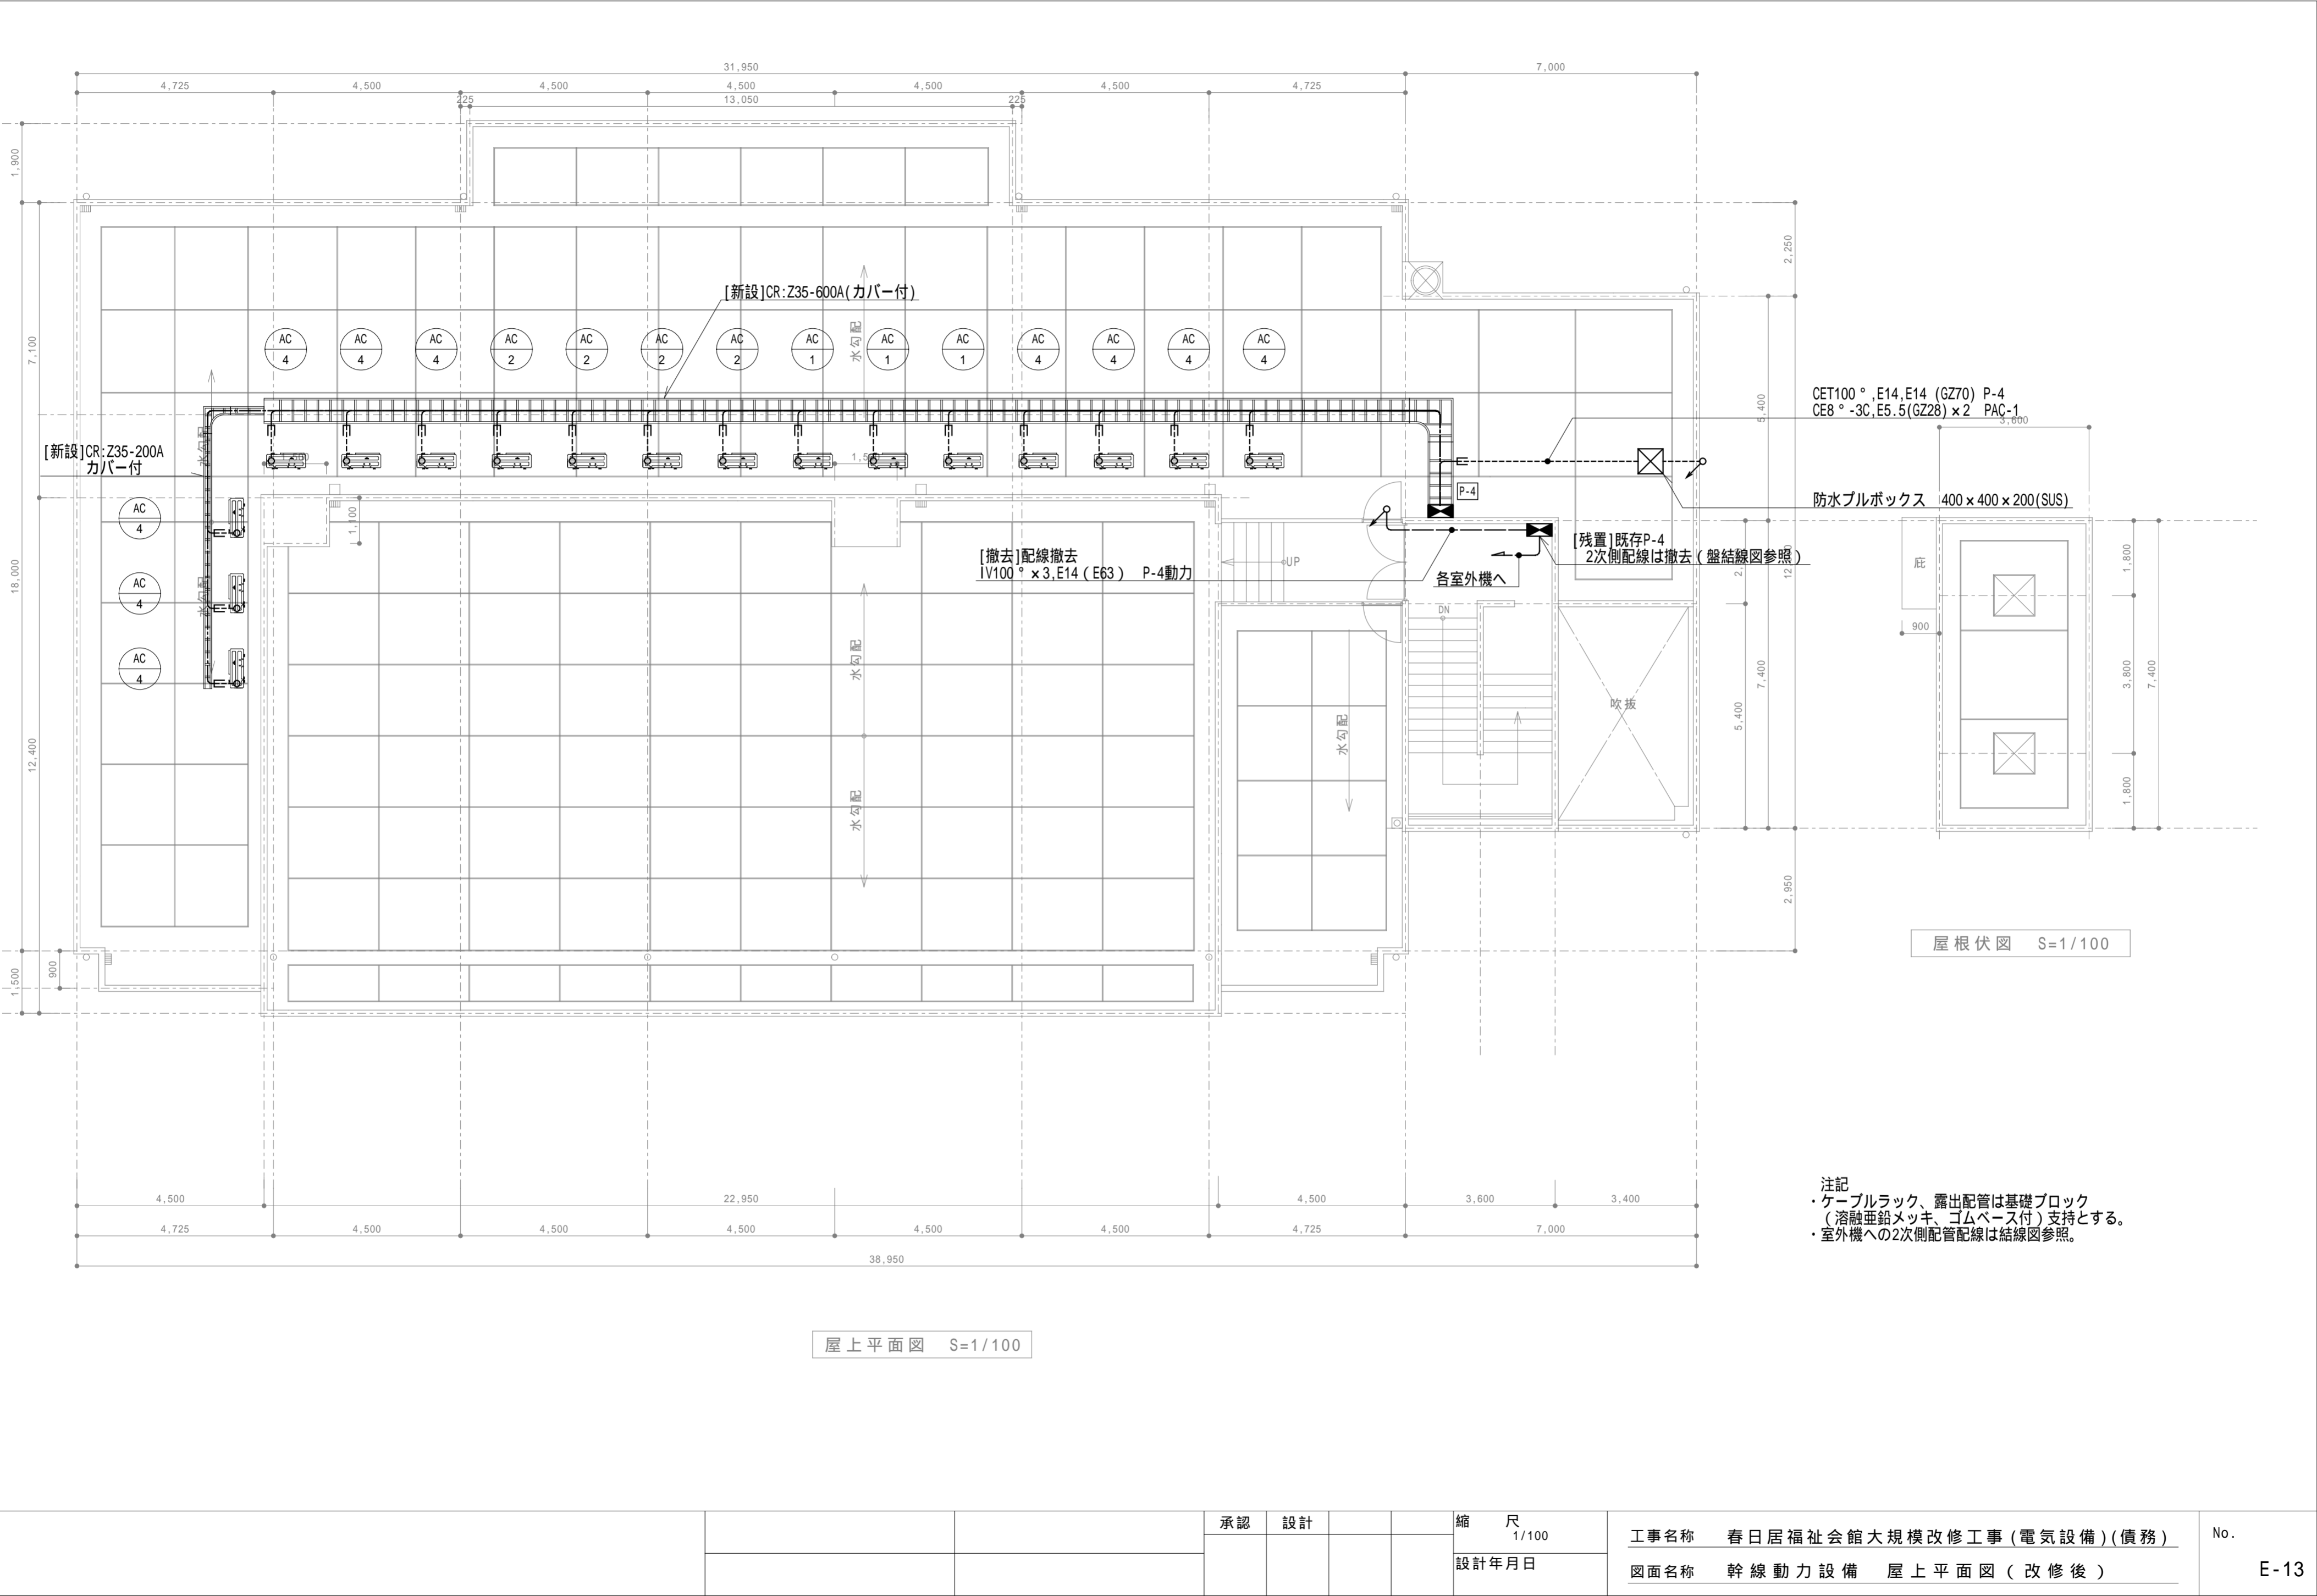 31,950
7,000
4,725
4,500
4,500
4,500
4,500
4,500
4,725
225
13,050
225
1,900
7,100
18,000
12,400
1,500
900
2,250
5,400
7,400
5,400
2,950
[新設]CR:Z35-600A(カバー付)
AC
4
AC
4
AC
4
AC
2
AC
2
AC
2
AC
2
AC
1
AC
1
AC
1
AC
4
AC
4
AC
4
AC
4
水勾配
[新設]CR:Z35-200A
カバー付
AC
4
AC
4
AC
4
1,100
CET100°,E14,E14 (GZ70) P-4
CE8°-3C,E5.5(GZ28)×2 PAC-1
3,600
P-4
防水プルボックス 400×400×200(SUS)
[撤去]配線撤去
IV100°×3,E14(E63) P-4動力
[残置]既存P-4
2次側配線は撤去(盤結線図参照)
各室外機へ
UP
DN
水勾配
水勾配
水勾配
吹抜
庇
900
1,800
3,800
1,800
7,400
屋根伏図 S=1/100
4,500
22,950
4,500
3,600
3,400
4,725
4,500
4,500
4,500
4,500
4,500
4,725
7,000
38,950
注記
・ケーブルラック、露出配管は基礎ブロック
(溶融亜鉛メッキ、ゴムベース付)支持とする。
・室外機への2次側配管配線は結線図参照。
屋上平面図 S=1/100
承認
設計
縮 尺
1/100
設計年月日
工事名称 春日居福祉会館大規模改修工事(電気設備)(債務)
図面名称 幹線動力設備 屋上平面図(改修後)
No.
E-13